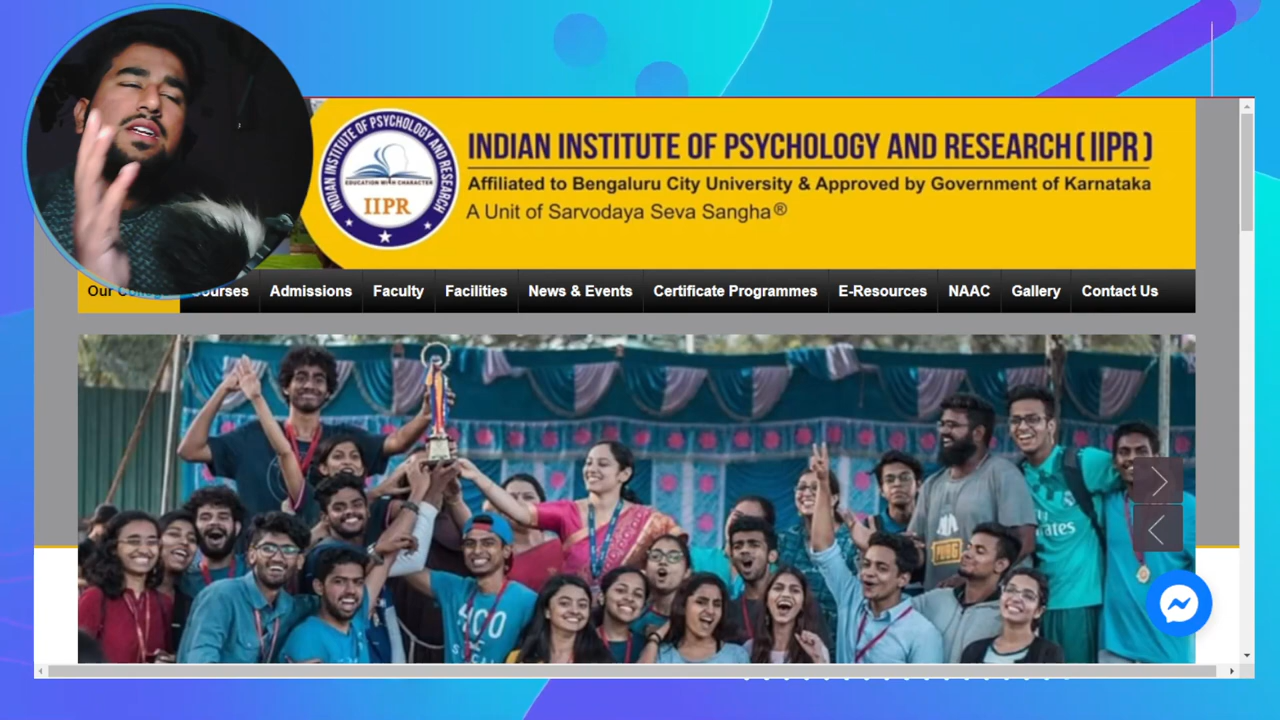 INDIAN INSTITUTE OF PSYCHOLOGY AND RESEARCH
EDUCATION WITH CHARACTER
IIPR
INDIAN INSTITUTE OF PSYCHOLOGY AND RESEARCH ( IIPR )
Affiliated to Bengaluru City University & Approved by Government of Karnataka
A Unit of Sarvodaya Seva Sangha®
Our Admissions Faculty Facilities News & Events Certificate Programmes E-Resources NAAC Gallery Contact Us
PUBG